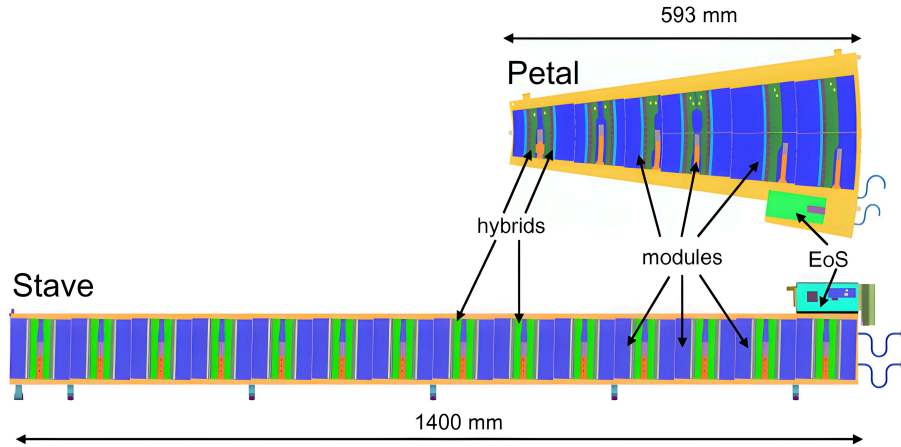 593 mm
Petal
hybrids
modules
EoS
Stave
1400 mm